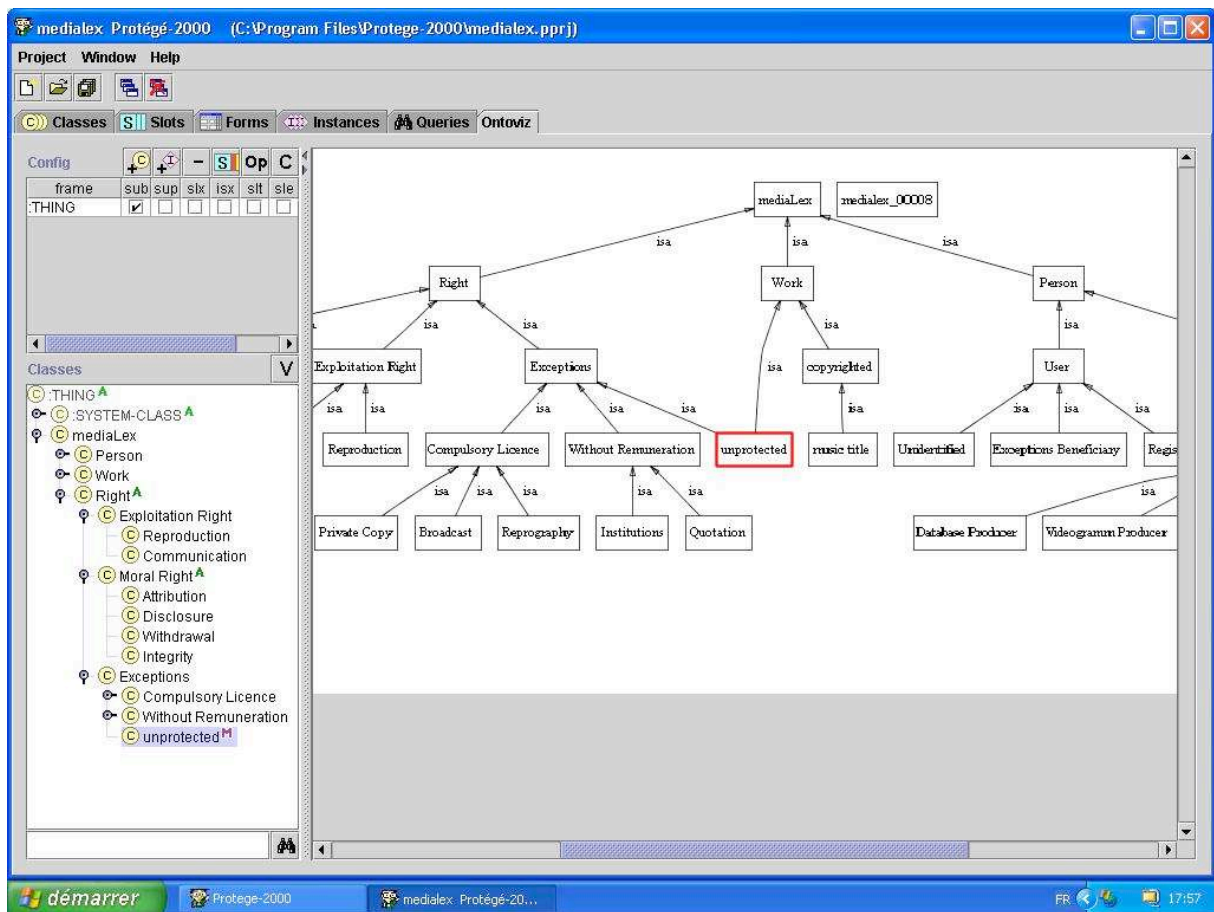 medialex Protégé-2000 (C:\Program Files\Protege-2000\medialex.pprj)
Project Window Help
Classes Slots Forms Instances Queries Ontoviz
Config C I - S Op C
frame sub sup slx isx slt sle
:THING
Classes V
:THING A
:SYSTEM-CLASS A
mediaLex
Person
Work
Right A
Exploitation Right
Reproduction
Communication
Moral Right A
Attribution
Disclosure
Withdrawal
Integrity
Exceptions
Compulsory Licence
Without Remuneration
unprotected M
mediaLex medialex_00008
isa isa isa
Right Work Person
isa isa isa isa
Exploitation Right Exceptions isa copyrighted User
isa isa isa isa isa isa isa isa isa
Reproduction Compulsory Licence Without Remuneration unprotected music title Unidentified Exceptions Beneficiary Regis
isa isa isa isa isa isa
Private Copy Broadcast Reprography Institutions Quotation Database Producer Videogramm Producer
démarrer Protege-2000 medialex Protégé-20... FR 17:57